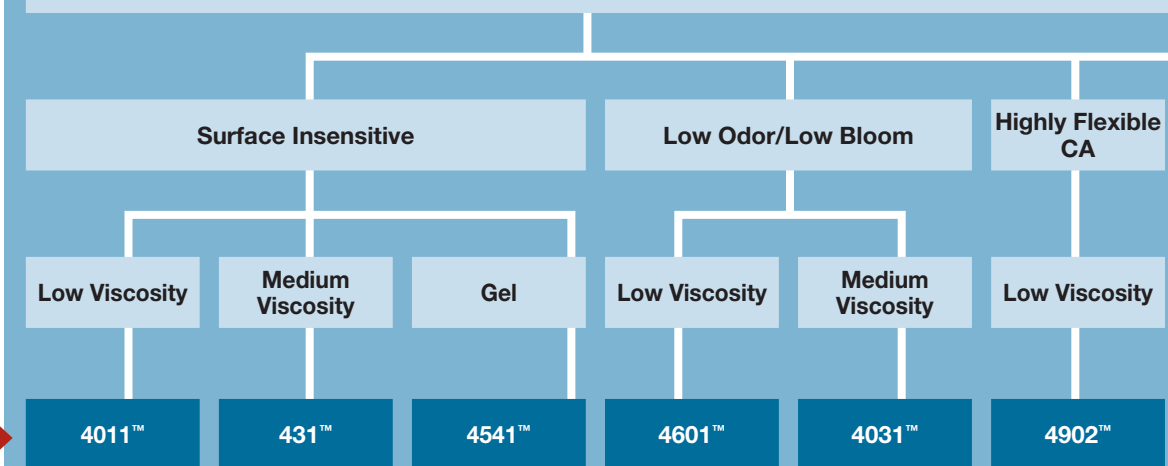 Surface Insensitive
Low Odor/Low Bloom
Highly Flexible
CA
Low Viscosity
Medium
Viscosity
Gel
Low Viscosity
Medium
Viscosity
Low Viscosity
4011™
431™
4541™
4601™
4031™
4902™